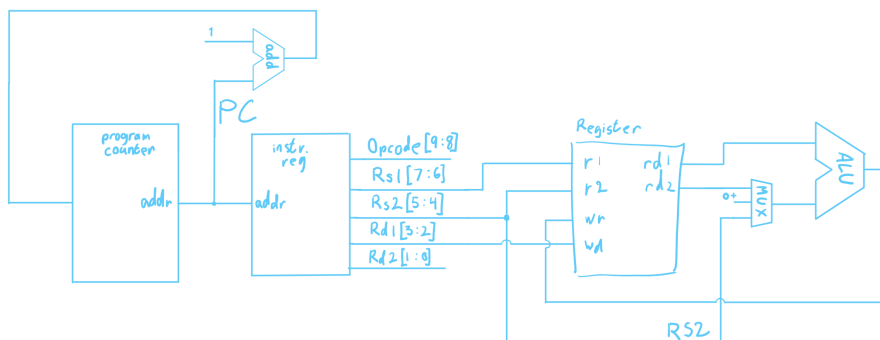 1
add
PC
program
counter
addr
instr.
reg
addr
Opcode[9:8]
Rs1[7:6]
Rs2[5:4]
Rd1[3:2]
Rd2[1:0]
Register
r1
r2
wr
wd
rd1
rd2
0+
MUX
ALU
RS2